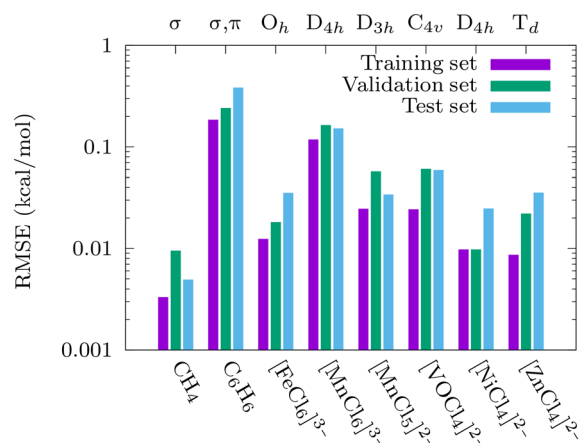 σ σ,π O_h D_4h D_3h C_4v D_4h T_d
RMSE (kcal/mol)
1
0.1
0.01
0.001
Training set
Validation set
Test set
CH₄
C₆H₆
[FeCl₆]³⁻
[MnCl₆]³⁻
[MnCl₅]²⁻
[VOCl₄]²⁻
[NiCl₄]²⁻
[ZnCl₄]²⁻